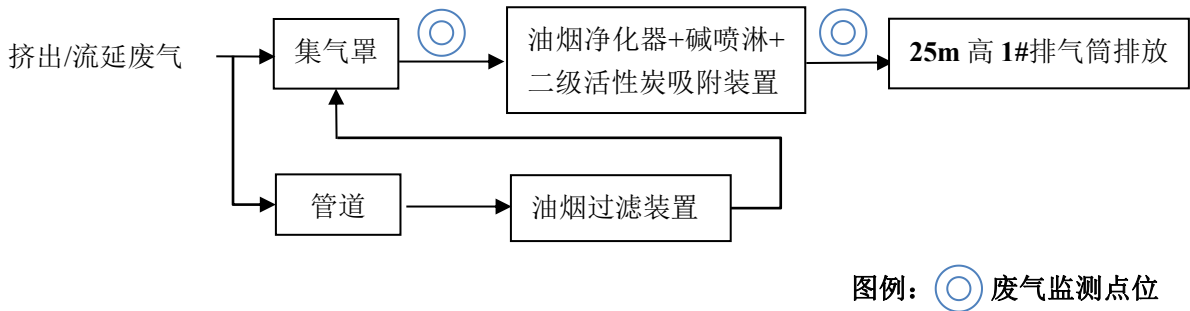 挤出/流延废气
集气罩
油烟净化器+碱喷淋+
二级活性炭吸附装置
25m 高 1#排气筒排放
管道
油烟过滤装置
图例：
废气监测点位